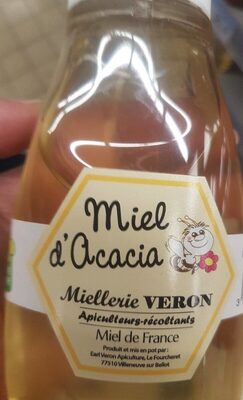 Miel
d'Acacia
Miellerie VERON
Apiculteurs-récoltants
Miel de France
Produit et mis en pot par :
Earl Veron Apiculture, Le Fourcheret
77510 Villeneuve sur Bellot